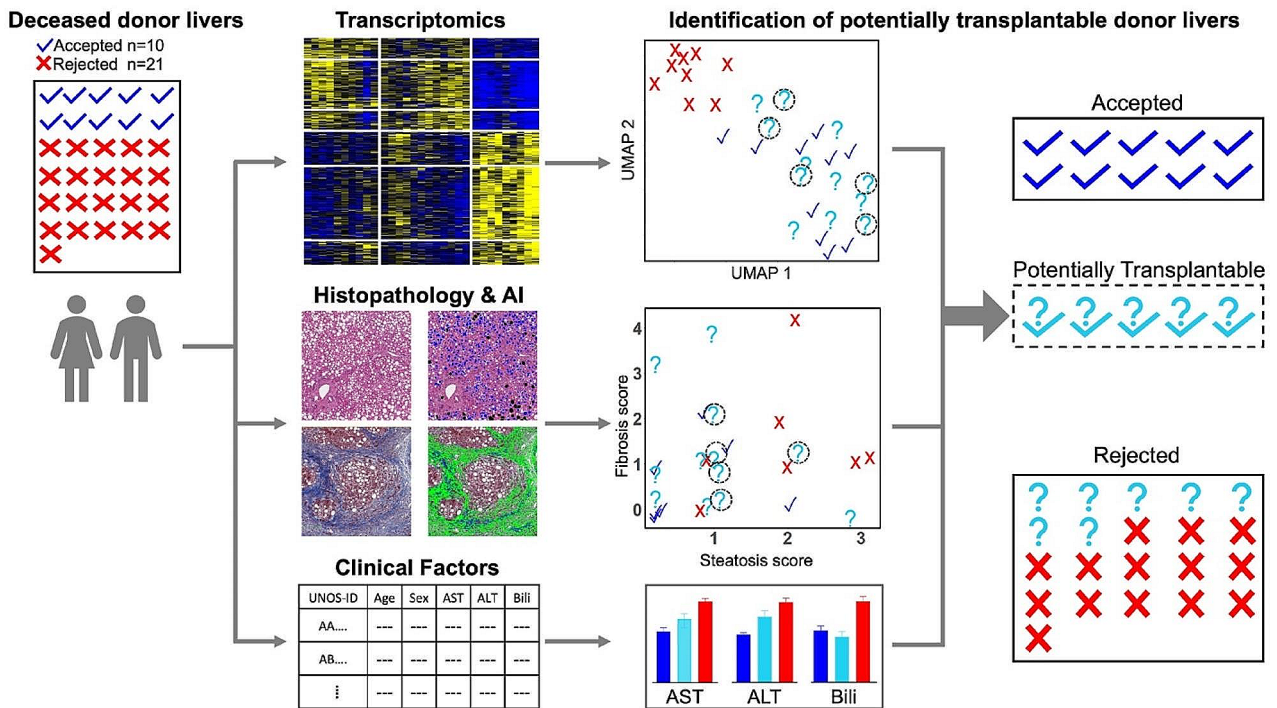 Deceased donor livers
Accepted n=10
Rejected n=21
Transcriptomics
Identification of potentially transplantable donor livers
UMAP 2
UMAP 1
Accepted
Potentially Transplantable
Histopathology & AI
Fibrosis score
4
3
2
1
0
1 2 3
Steatosis score
Rejected
Clinical Factors
UNOS-ID Age Sex AST ALT Bili
AA.... --- --- --- --- ---
AB.... --- --- --- --- ---
⁞ --- --- --- --- ---
AST ALT Bili